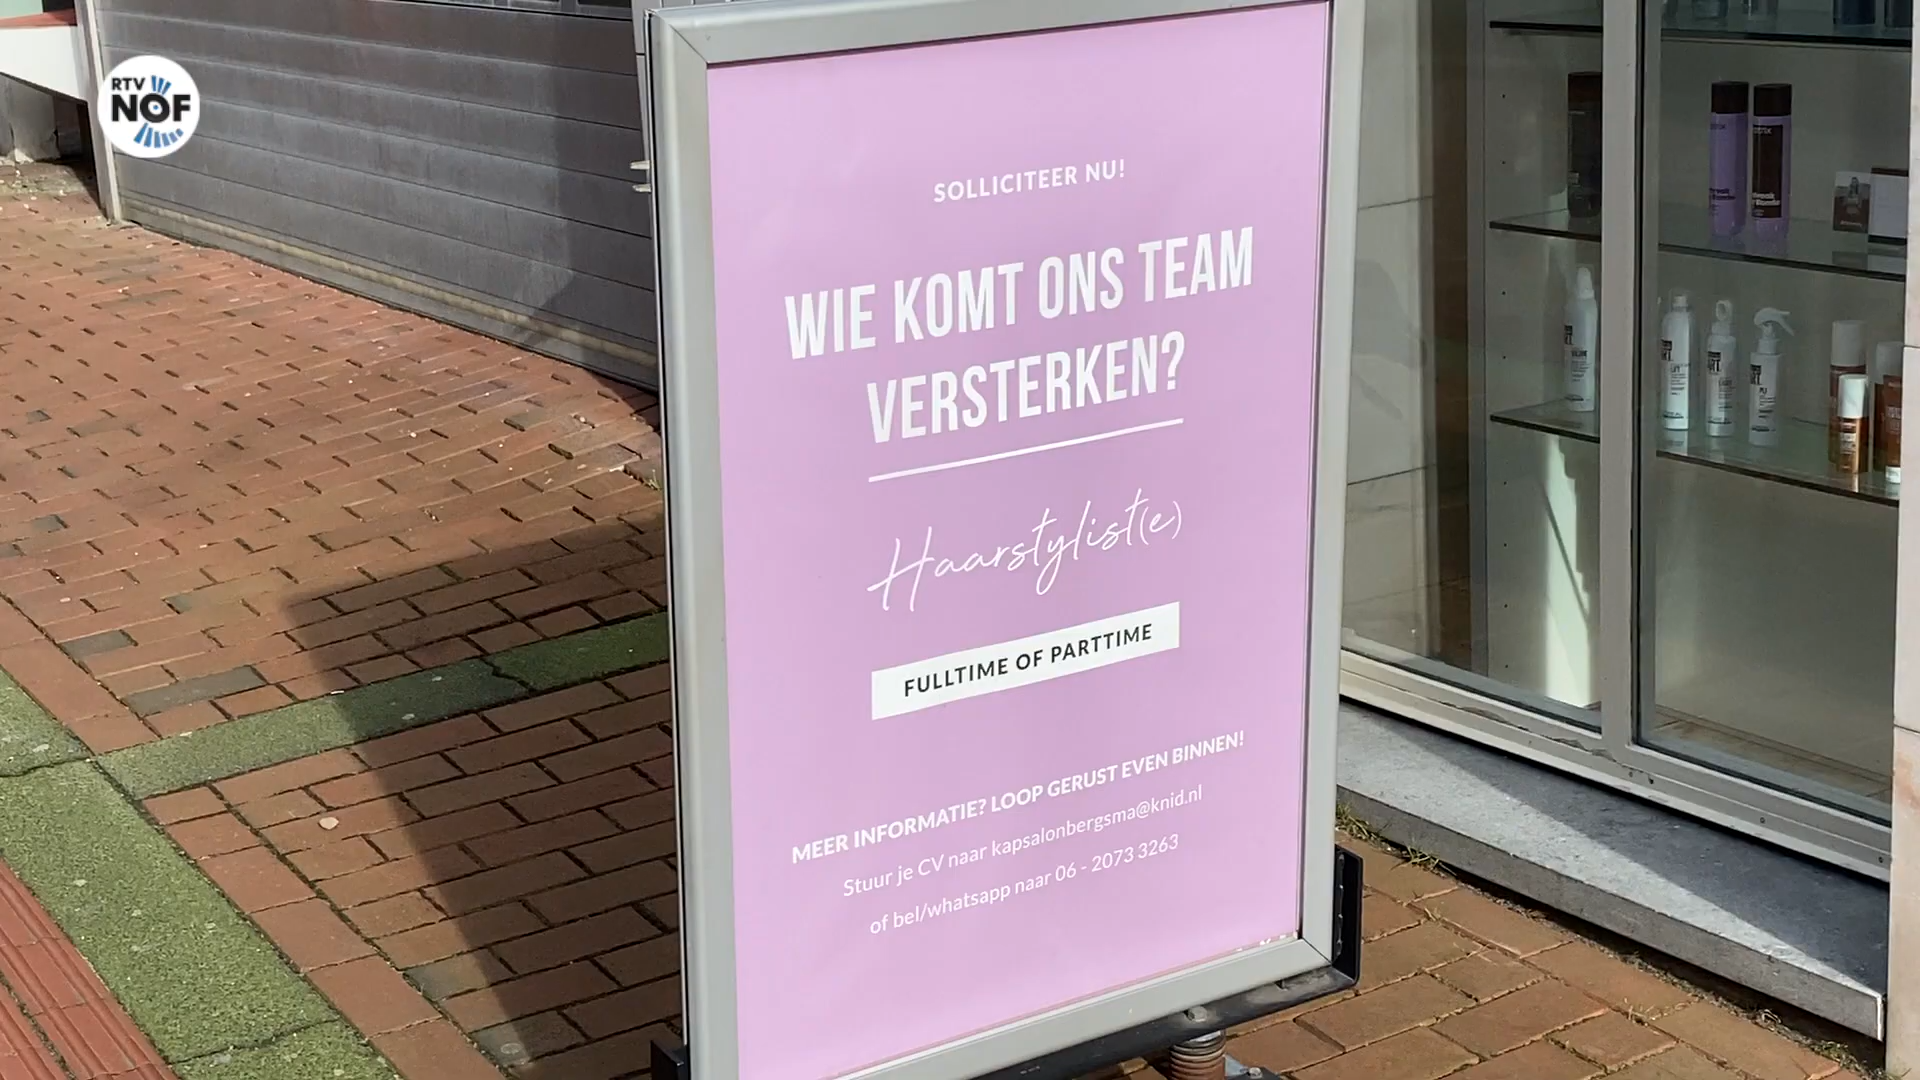 RTV
NOF
SOLLICITEER NU!
WIE KOMT ONS TEAM
VERSTERKEN?
Haarstylist(e)
FULLTIME OF PARTTIME
MEER INFORMATIE? LOOP GERUST EVEN BINNEN!
Stuur je CV naar kapsalonbergsma@knid.nl
of bel/whatsapp naar 06 - 2073 3263